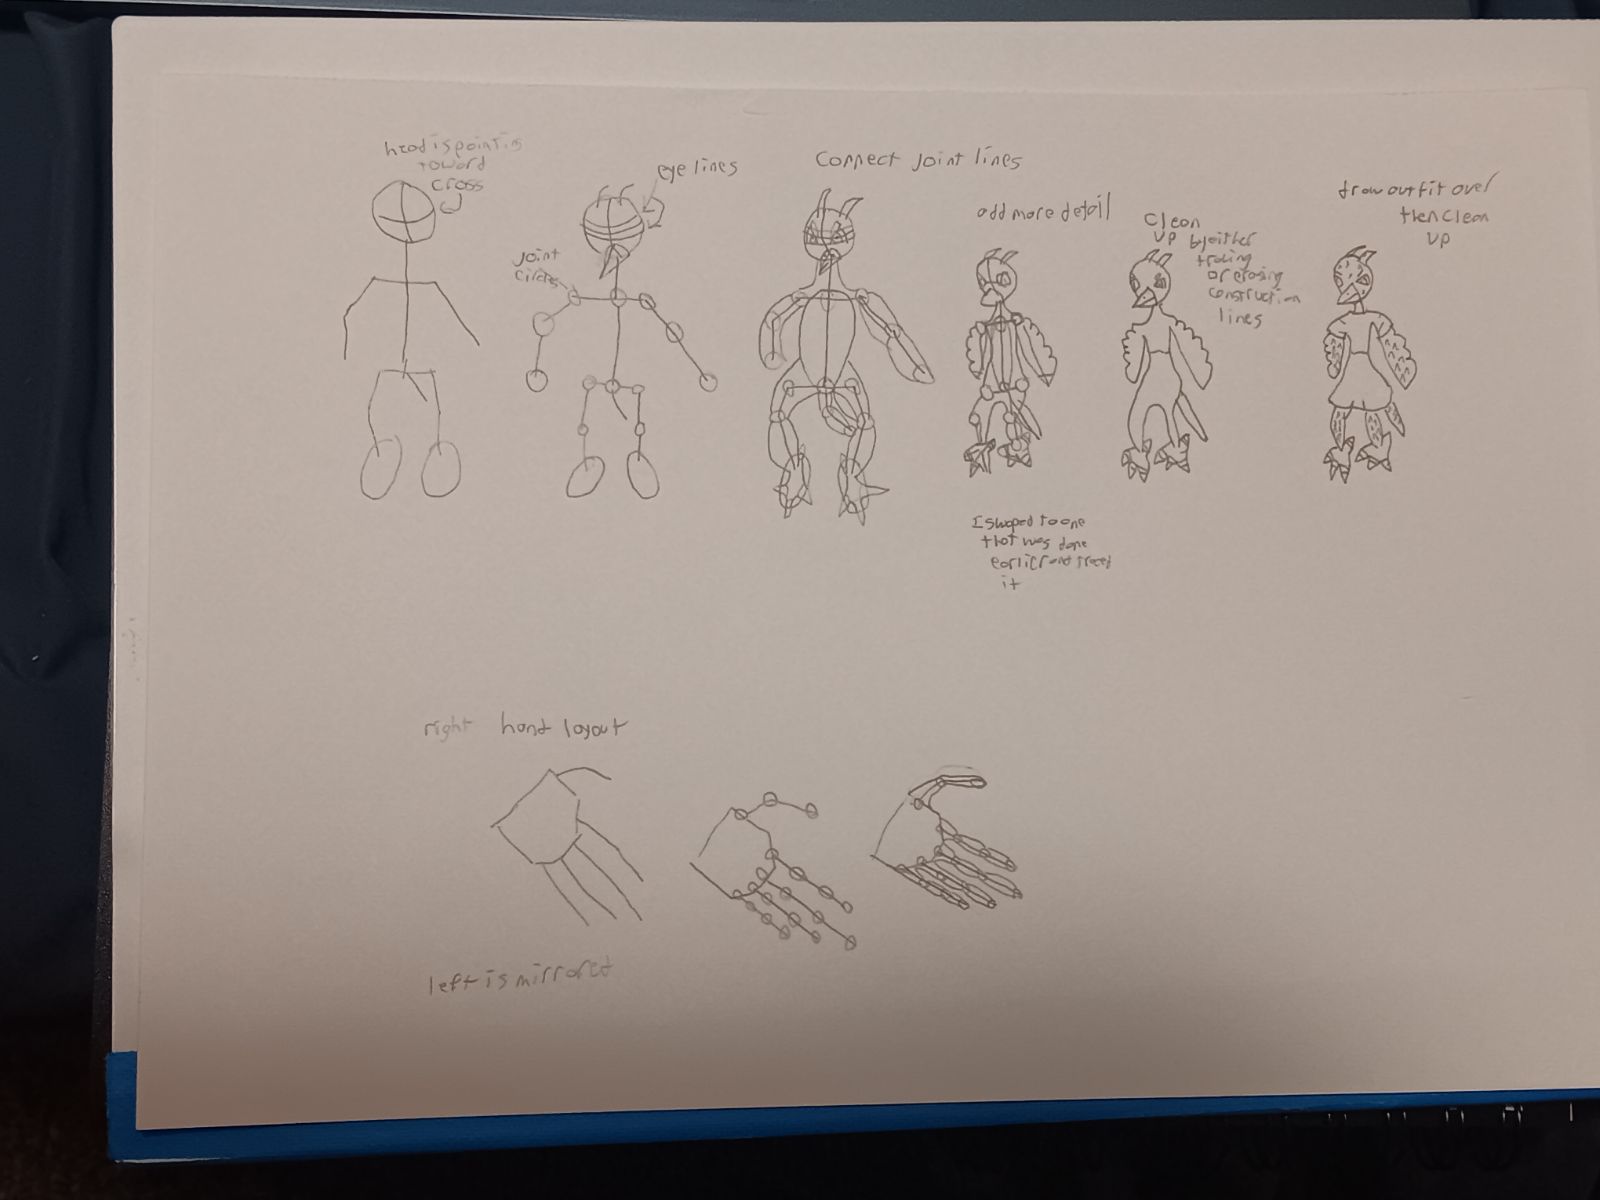 head is pointing
toward
cross
eye lines
Joint
Circles
Connect Joint lines
add more detail
Clean
up by either
tracing
or erasing
construction
lines
draw outfit over
then clean
up
I swaped to one
that was done
earlier and traced
it
right hand layout
left is mirrored